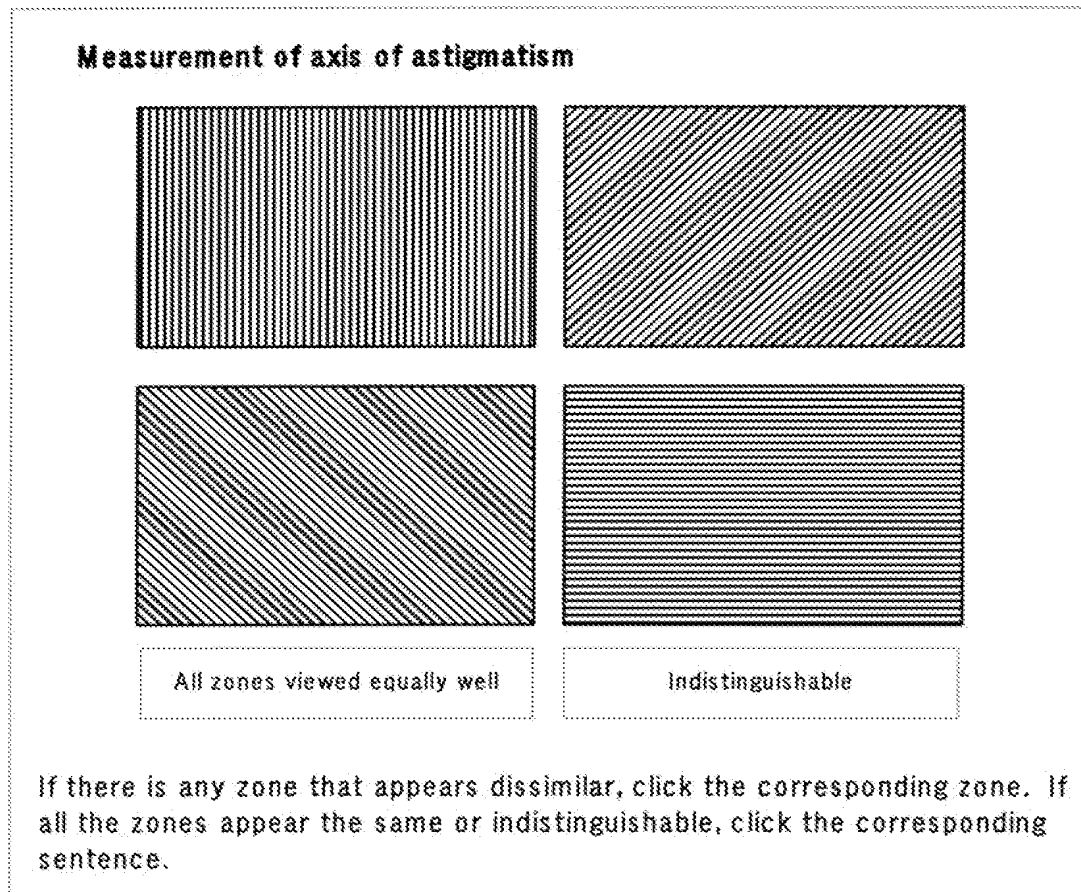 Measurement of axis of astigmatism
All zones viewed equally well
Indistinguishable
If there is any zone that appears dissimilar, click the corresponding zone. If
all the zones appear the same or indistinguishable, click the corresponding
sentence.